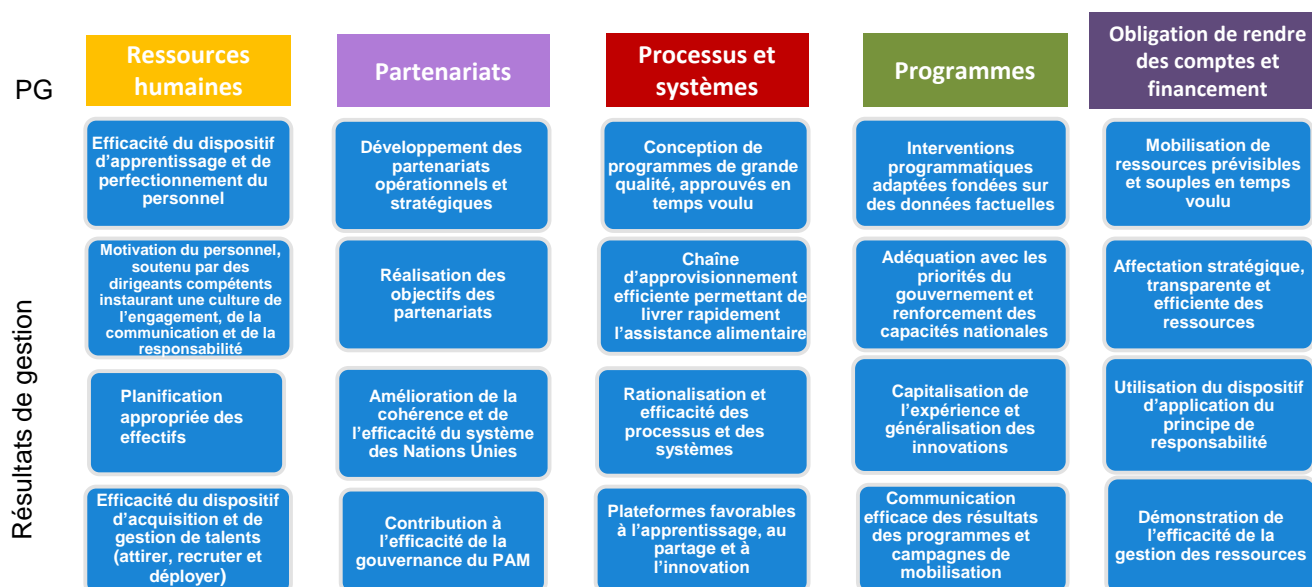 PG
Ressources
humaines
Partenariats
Processus et
systèmes
Programmes
Obligation de rendre
des comptes et
financement
Résultats de gestion
Efficacité du dispositif
d'apprentissage et de
perfectionnement du
personnel
Développement des
partenariats
opérationnels et
stratégiques
Conception de
programmes de grande
qualité, approuvés en
temps voulu
Interventions
programmatiques
adaptées fondées sur
des données factuelles
Mobilisation de
ressources prévisibles
et souples en temps
voulu
Motivation du personnel,
soutenu par des
dirigeants compétents
instaurant une culture de
l'engagement, de la
communication et de la
responsabilité
Réalisation des
objectifs des
partenariats
Chaîne
d'approvisionnement
efficiente permettant de
livrer rapidement
l'assistance alimentaire
Adéquation avec les
priorités du
gouvernement et
renforcement des
capacités nationales
Affectation stratégique,
transparente et
efficiente des
ressources
Planification
appropriée des
effectifs
Amélioration de la
cohérence et de
l'efficacité du système
des Nations Unies
Rationalisation et
efficacité des
processus et des
systèmes
Capitalisation de
l'expérience et
généralisation des
innovations
Utilisation du dispositif
d'application du
principe de
responsabilité
Efficacité du dispositif
d'acquisition et de
gestion de talents
(attirer, recruter et
déployer)
Contribution à
l'efficacité de la
gouvernance du PAM
Plateformes favorables
à l'apprentissage, au
partage et à
l'innovation
Communication
efficace des résultats
des programmes et
campagnes de
mobilisation
Démonstration de
l'efficacité de la
gestion des ressources